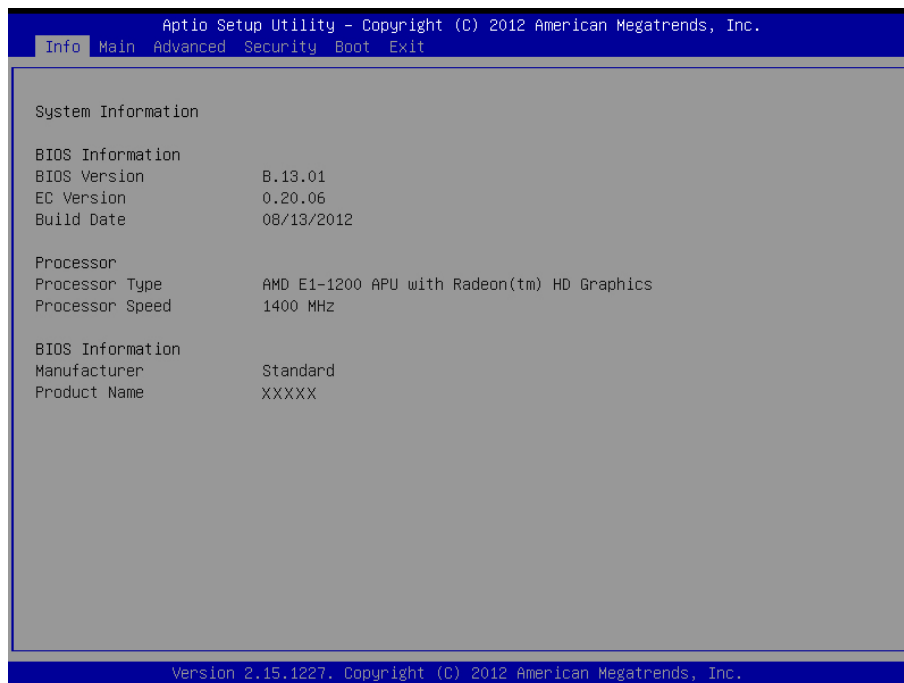 Aptio Setup Utility – Copyright (C) 2012 American Megatrends, Inc.
Info Main Advanced Security Boot Exit
System Information
BIOS Information
BIOS Version B.13.01
EC Version 0.20.06
Build Date 08/13/2012
Processor
Processor Type AMD E1-1200 APU with Radeon(tm) HD Graphics
Processor Speed 1400 MHz
BIOS Information
Manufacturer Standard
Product Name XXXXX
Version 2.15.1227. Copyright (C) 2012 American Megatrends, Inc.